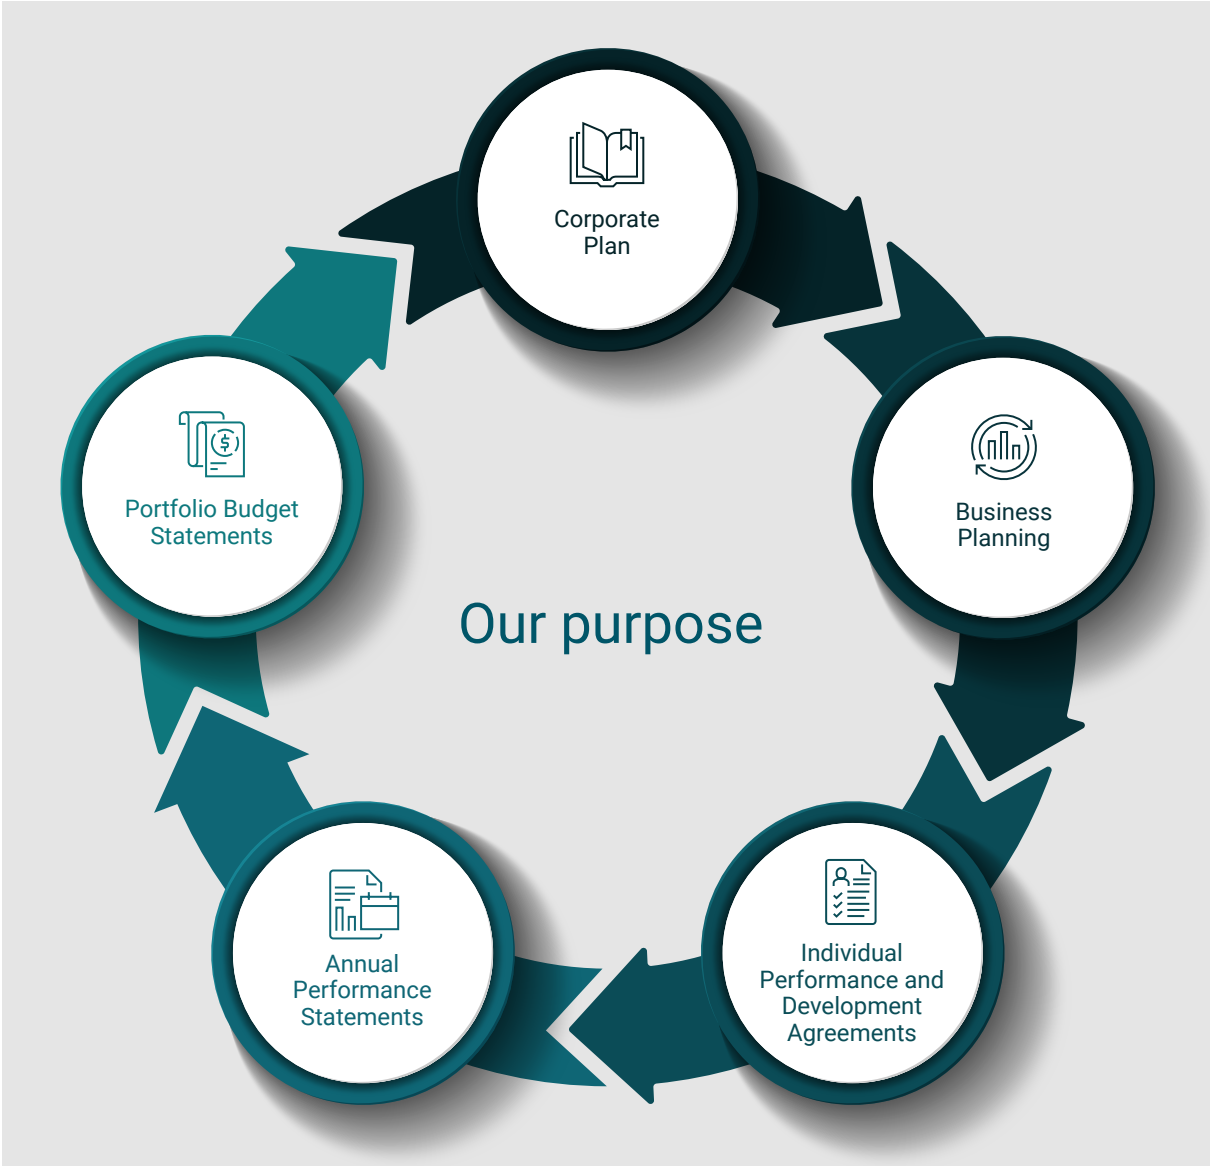 Corporate
Plan
Business
Planning
Individual
Performance and
Development
Agreements
Annual
Performance
Statements
Portfolio Budget
Statements
Our purpose